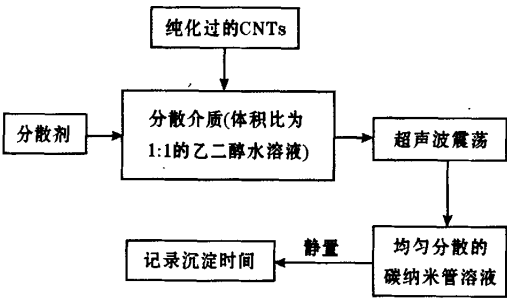 纯化过的CNTs
分散剂
分散介质(体积比为
1:1的乙二醇水溶液)
超声波震荡
均匀分散的
碳纳米管溶液
静置
记录沉淀时间